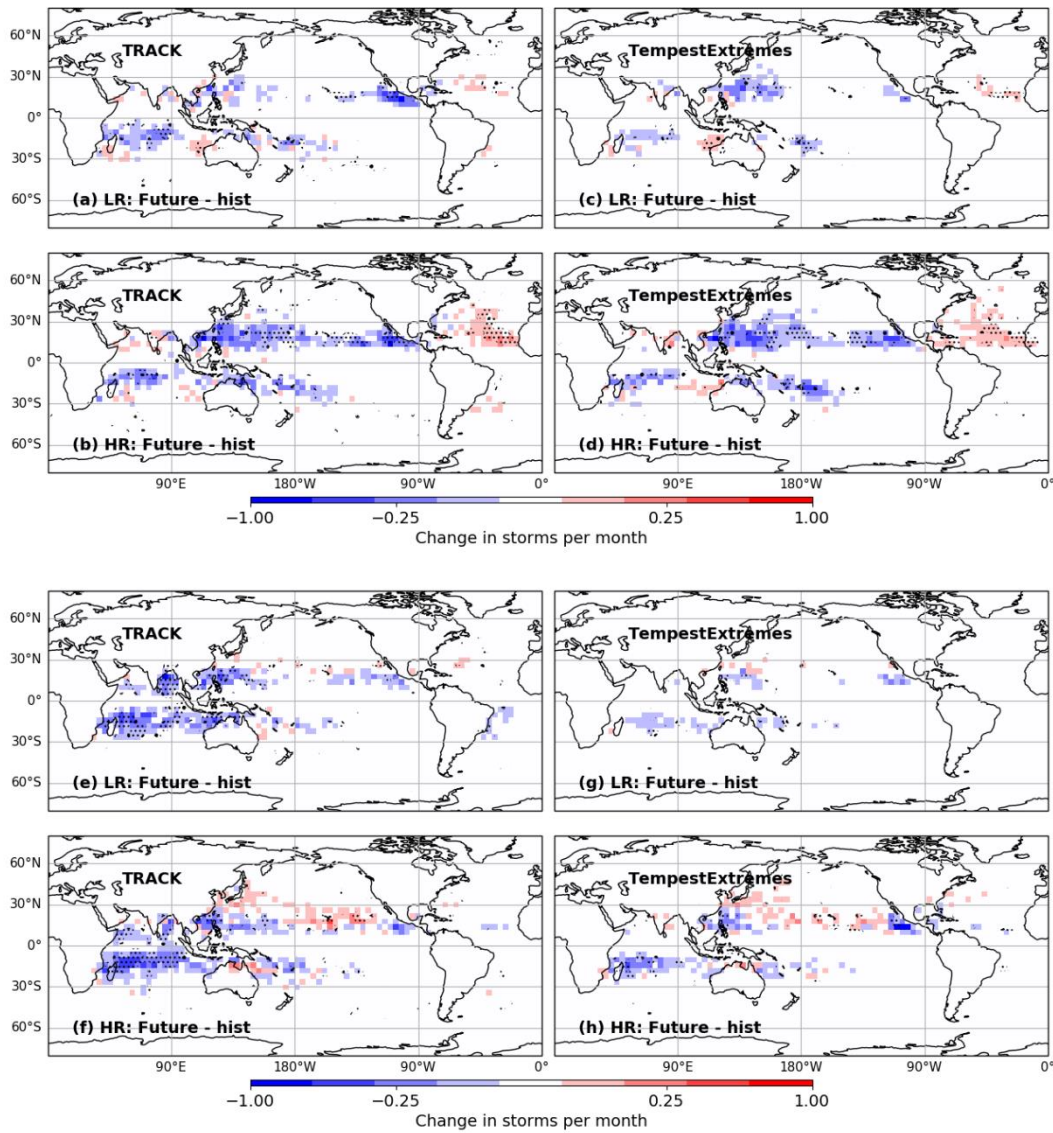 60°N
30°N
0°
30°S
60°S
TRACK
(a) LR: Future - hist
TempestExtremes
(c) LR: Future - hist
60°N
30°N
0°
30°S
60°S
TRACK
(b) HR: Future - hist
TempestExtremes
(d) HR: Future - hist
90°E 180°W 90°W 0°
90°E 180°W 90°W 0°
−1.00 −0.25 0.25 1.00
Change in storms per month
60°N
30°N
0°
30°S
60°S
TRACK
(e) LR: Future - hist
TempestExtremes
(g) LR: Future - hist
60°N
30°N
0°
30°S
60°S
TRACK
(f) HR: Future - hist
TempestExtremes
(h) HR: Future - hist
90°E 180°W 90°W 0°
90°E 180°W 90°W 0°
−1.00 −0.25 0.25 1.00
Change in storms per month